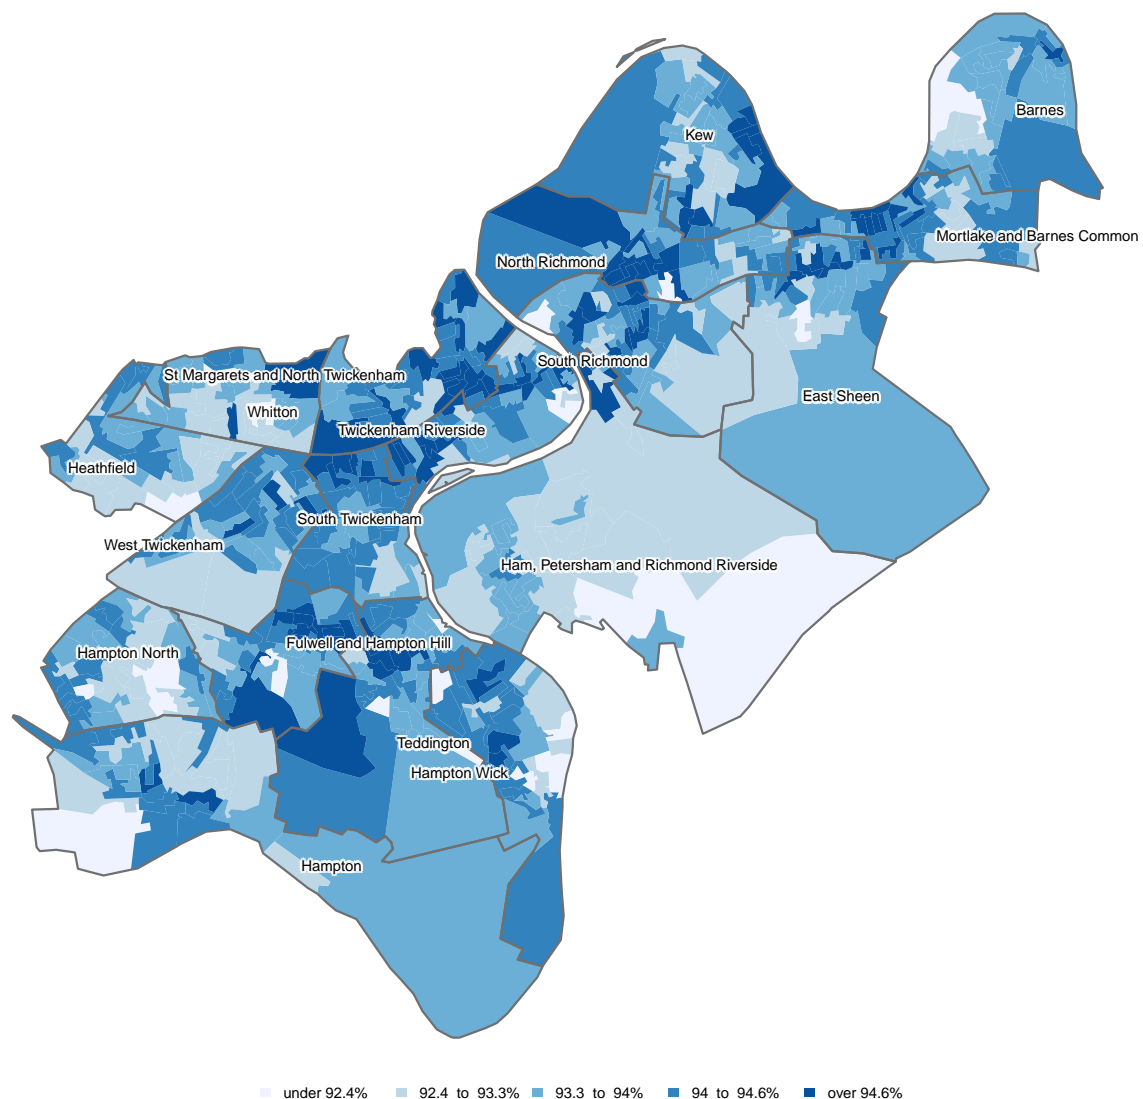 Barnes
Kew
Mortlake and Barnes Common
North Richmond
South Richmond
St Margarets and North Twickenham
East Sheen
Whitton
Twickenham Riverside
Heathfield
South Twickenham
West Twickenham
Ham, Petersham and Richmond Riverside
Fulwell and Hampton Hill
Hampton North
Teddington
Hampton Wick
Hampton
under 92.4% 92.4 to 93.3% 93.3 to 94% 94 to 94.6% over 94.6%